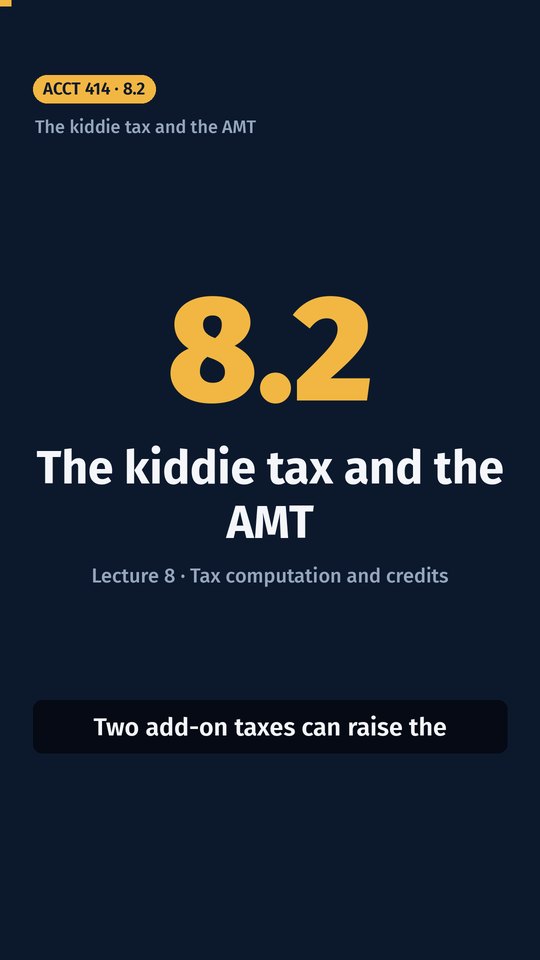 ACCT 414 · 8.2
The kiddie tax and the AMT
8.2
The kiddie tax and the
AMT
Lecture 8 · Tax computation and credits
Two add-on taxes can raise the